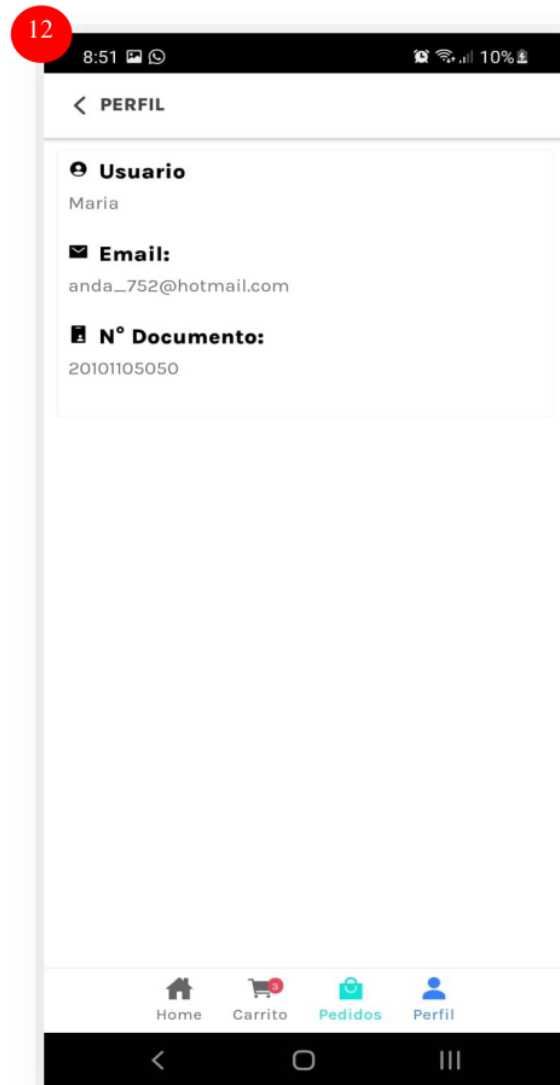 12
8:51 10%
PERFIL
Usuario
Maria
Email:
anda_752@hotmail.com
N° Documento:
20101105050
3
Home Carrito Pedidos Perfil